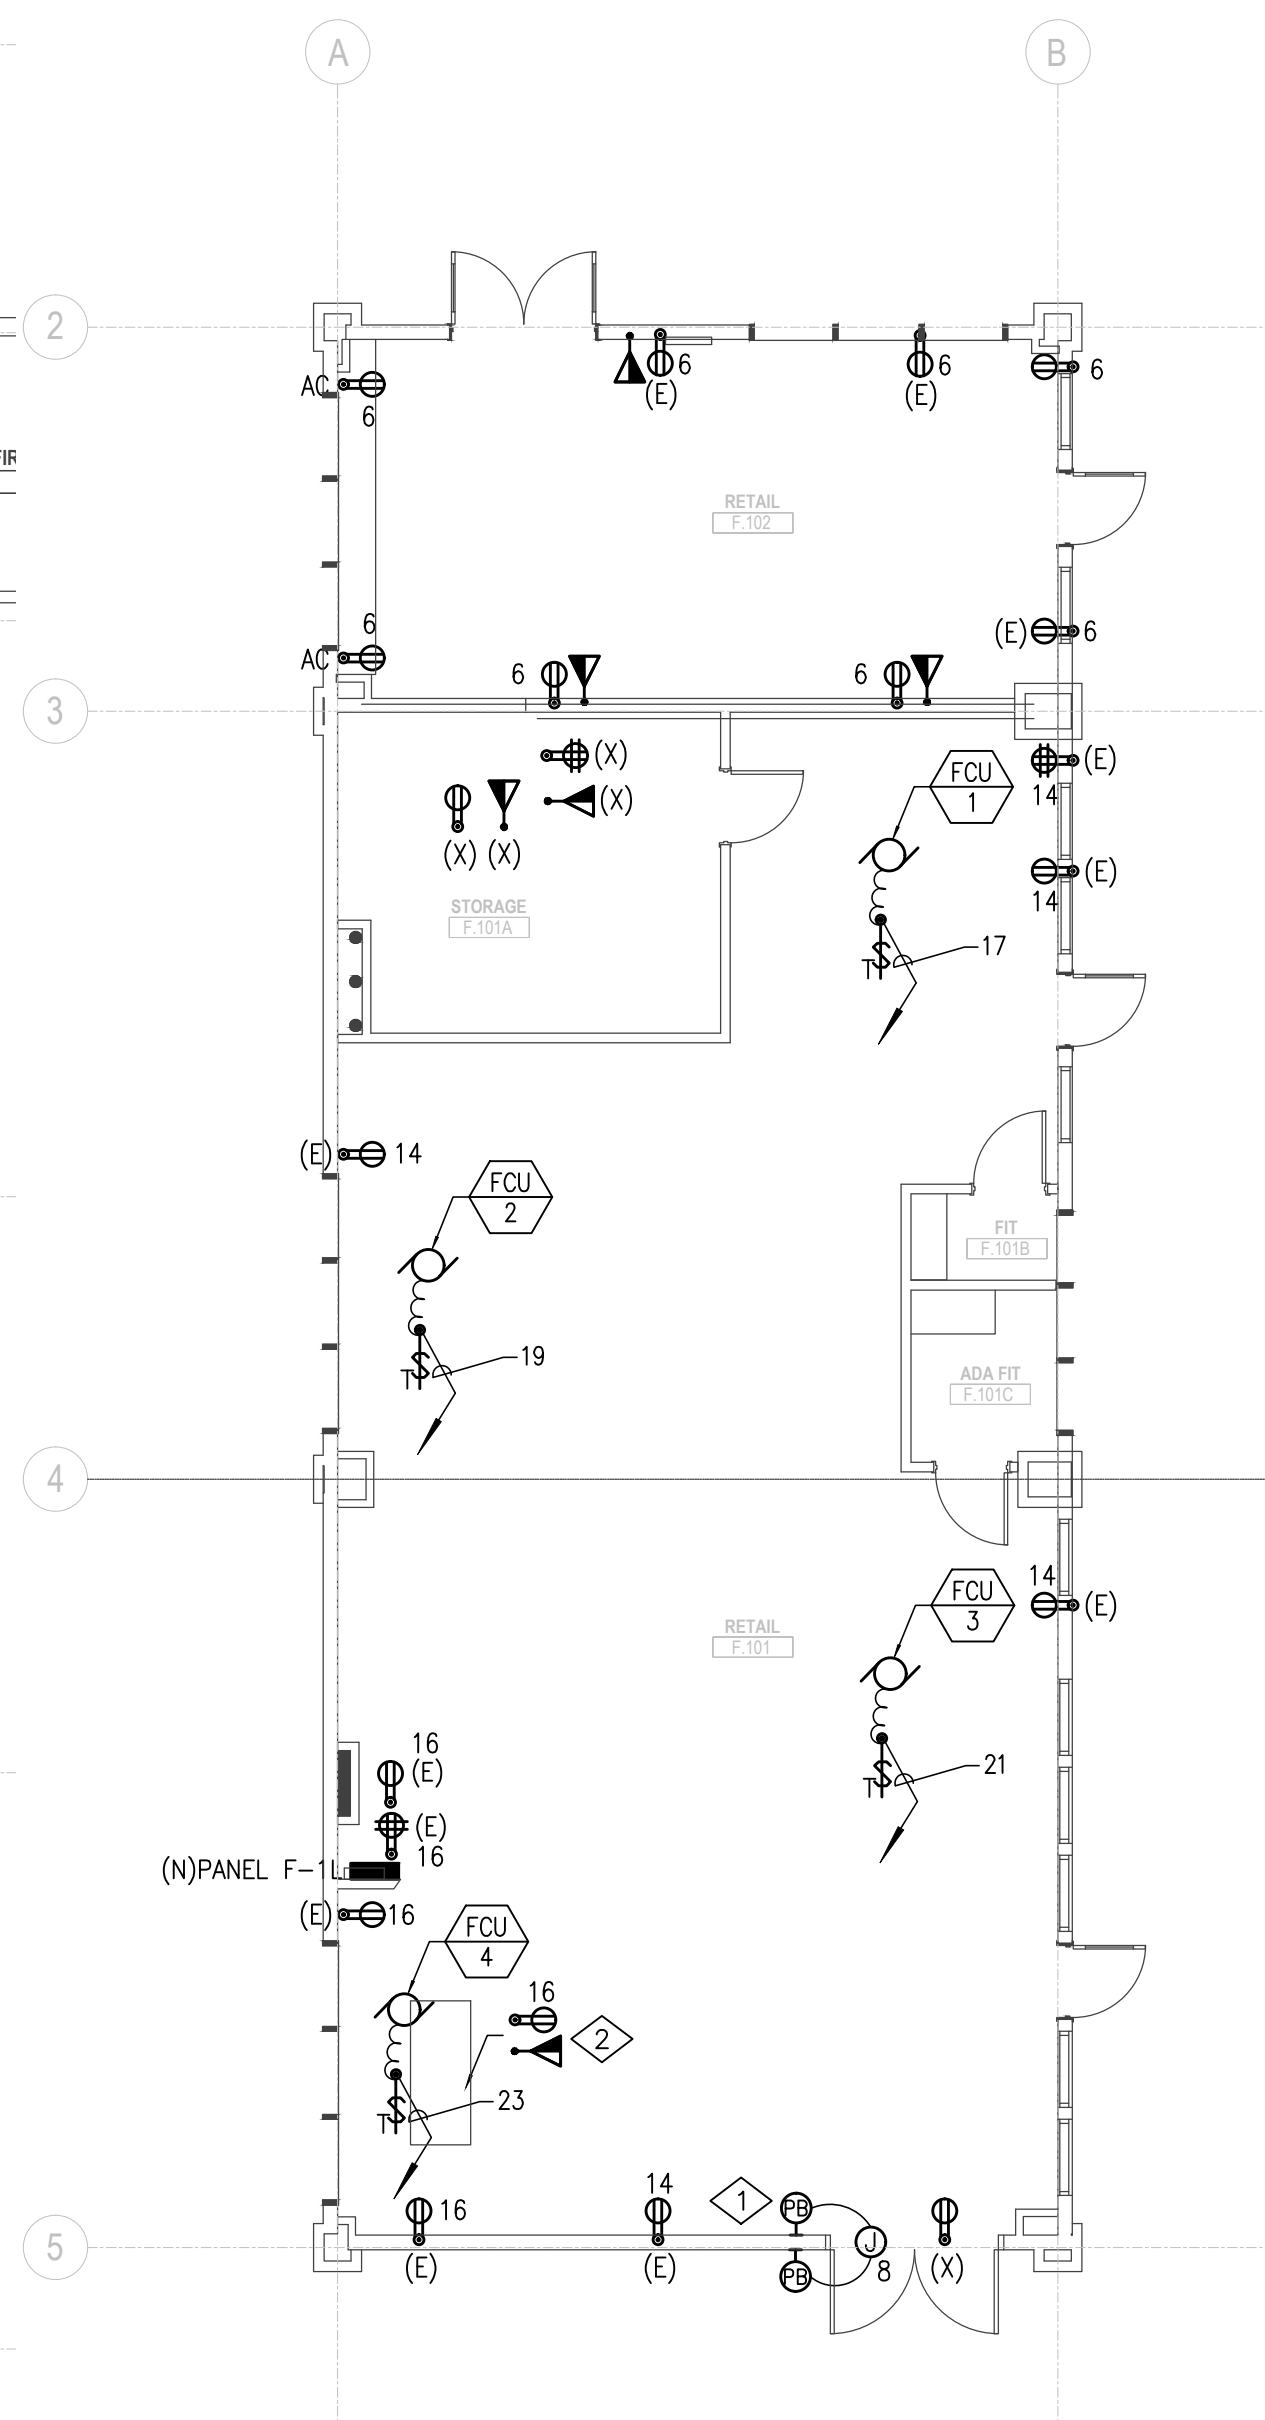 A
B
2
AC
6
6
(E)
6
(E)
6
FIR
RETAIL
F.102
6
AC
(E)
6
6
6
3
(X)
(X)
(X)
(X)
FCU
1
(E)
14
(E)
14
STORAGE
F.101A
T
17
(E)
14
FCU
2
FIT
F.101B
T
19
ADA FIT
F.101C
4
14
(E)
FCU
3
RETAIL
F.101
16
(E)
T
21
(E)
16
(N)PANEL F-1L
(E)
16
FCU
4
16
2
T
23
16
(E)
14
(E)
1
PB
J
PB
8
(X)
5